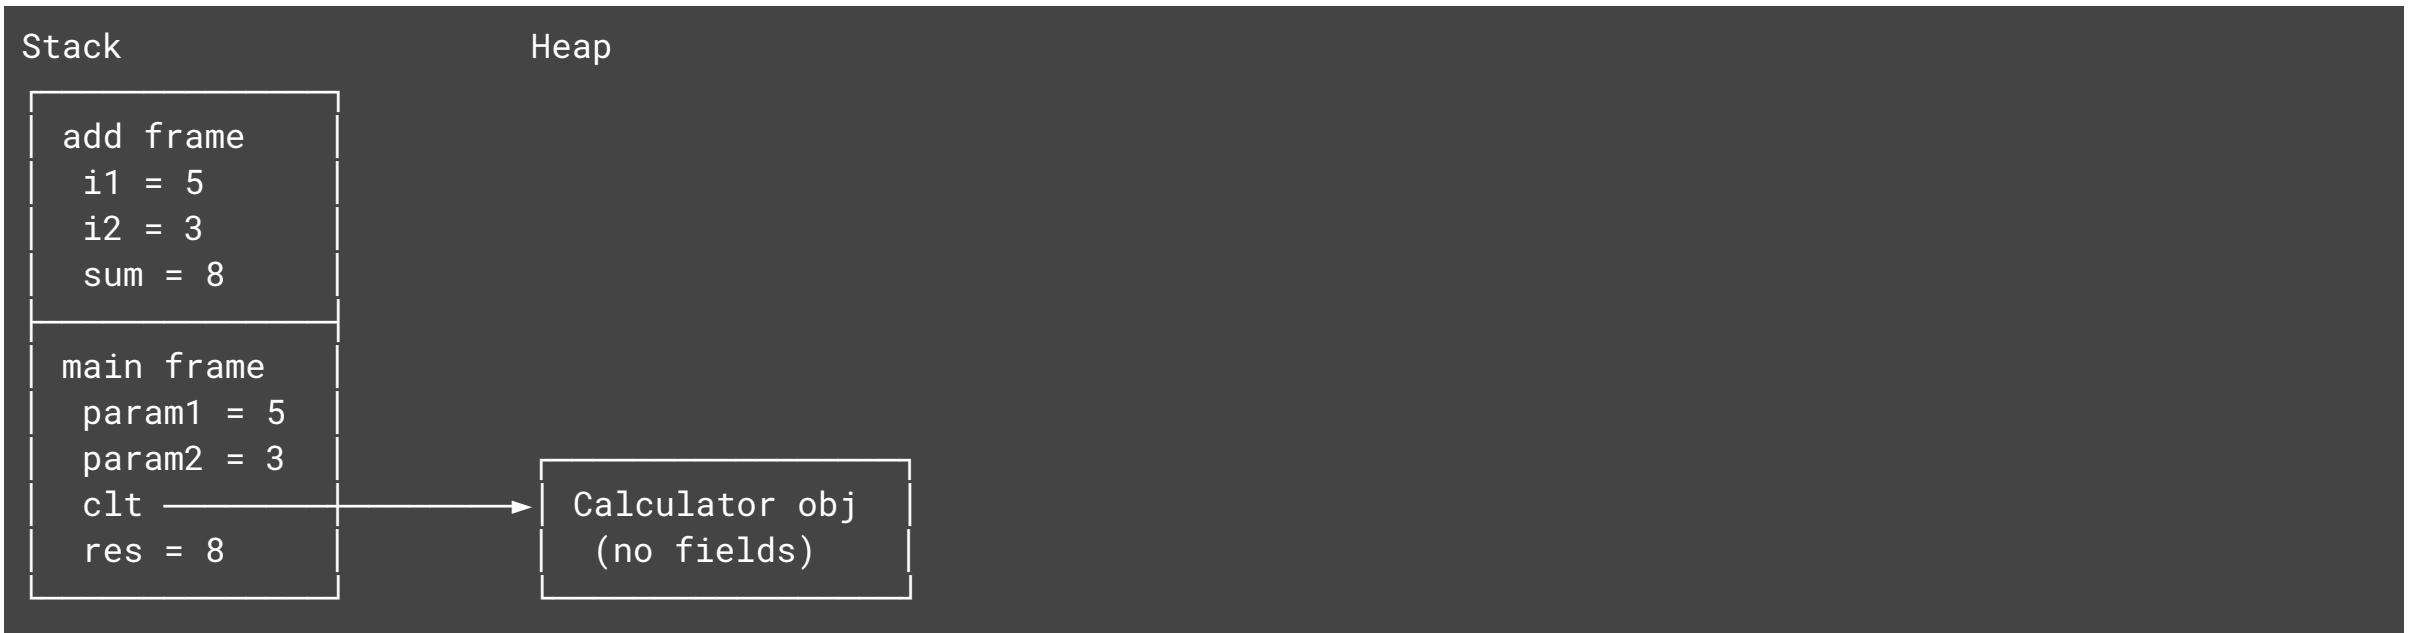 Stack Heap
add frame
i1 = 5
i2 = 3
sum = 8
main frame
param1 = 5
param2 = 3
clt Calculator obj
res = 8 (no fields)